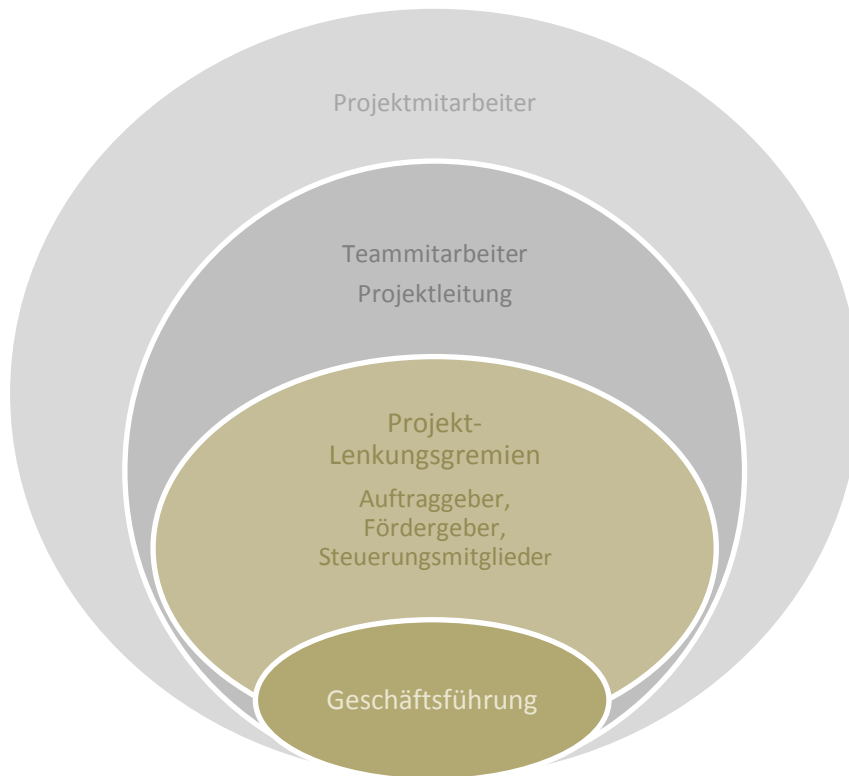 Projektmitarbeiter
Teammitarbeiter
Projektleitung
Projekt-
Lenkungsgremien
Auftraggeber,
Fördergeber,
Steuerungsmitglieder
Geschäftsführung